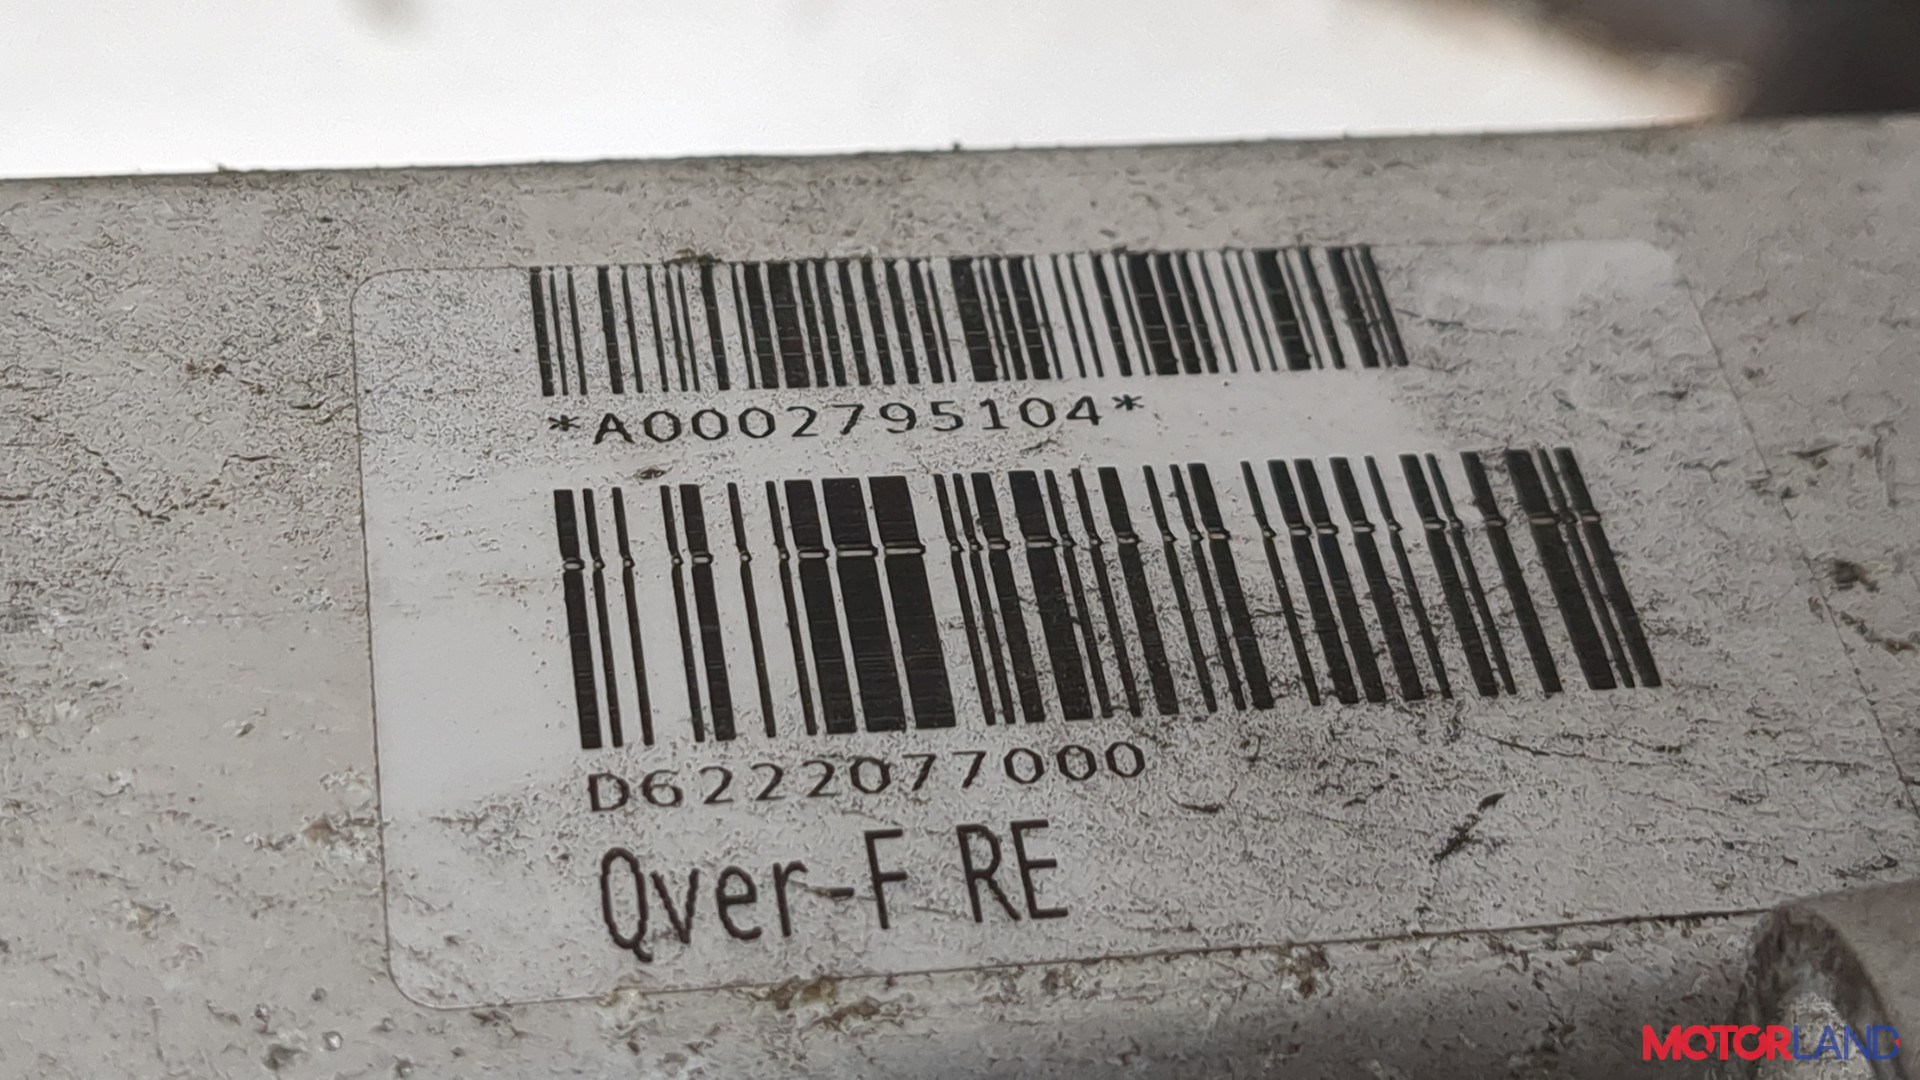 *A0002795104*
D6222077000
Qver-F RE
MOTORLAND